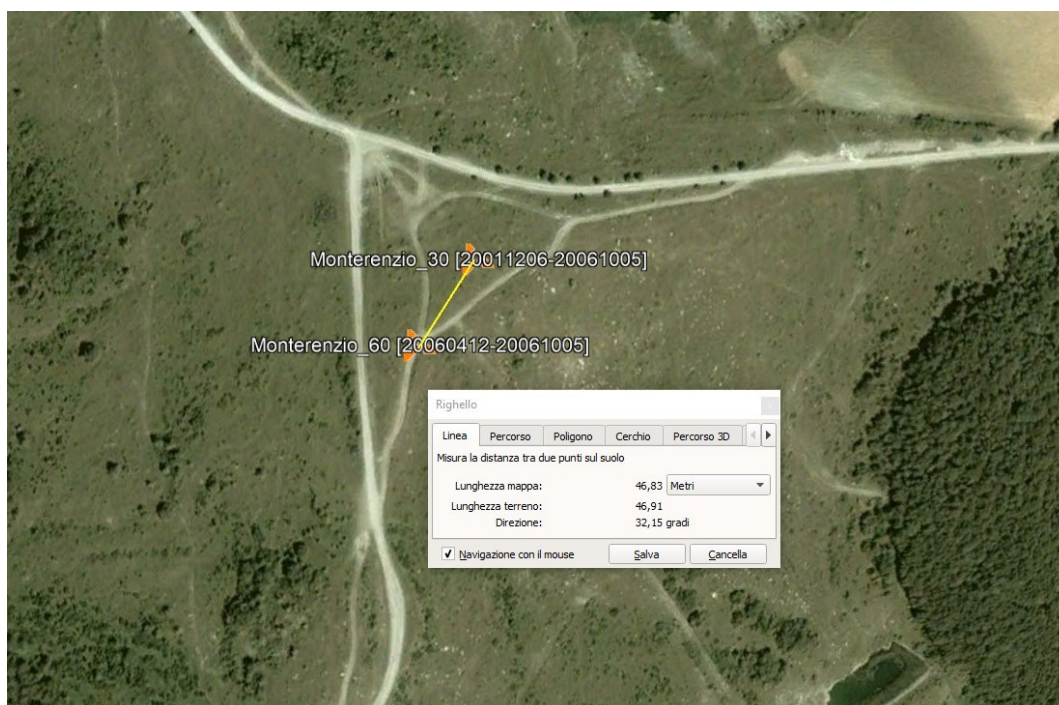 Monterenzio_30 [20011206-20061005]
Monterenzio_60 [20060412-20061005]
Righello
Linea Percorso Poligono Cerchio Percorso 3D
Misura la distanza tra due punti sul suolo
Lunghezza mappa: 46,83 Metri
Lunghezza terreno: 46,91
Direzione: 32,15 gradi
Navigazione con il mouse Salva Cancella